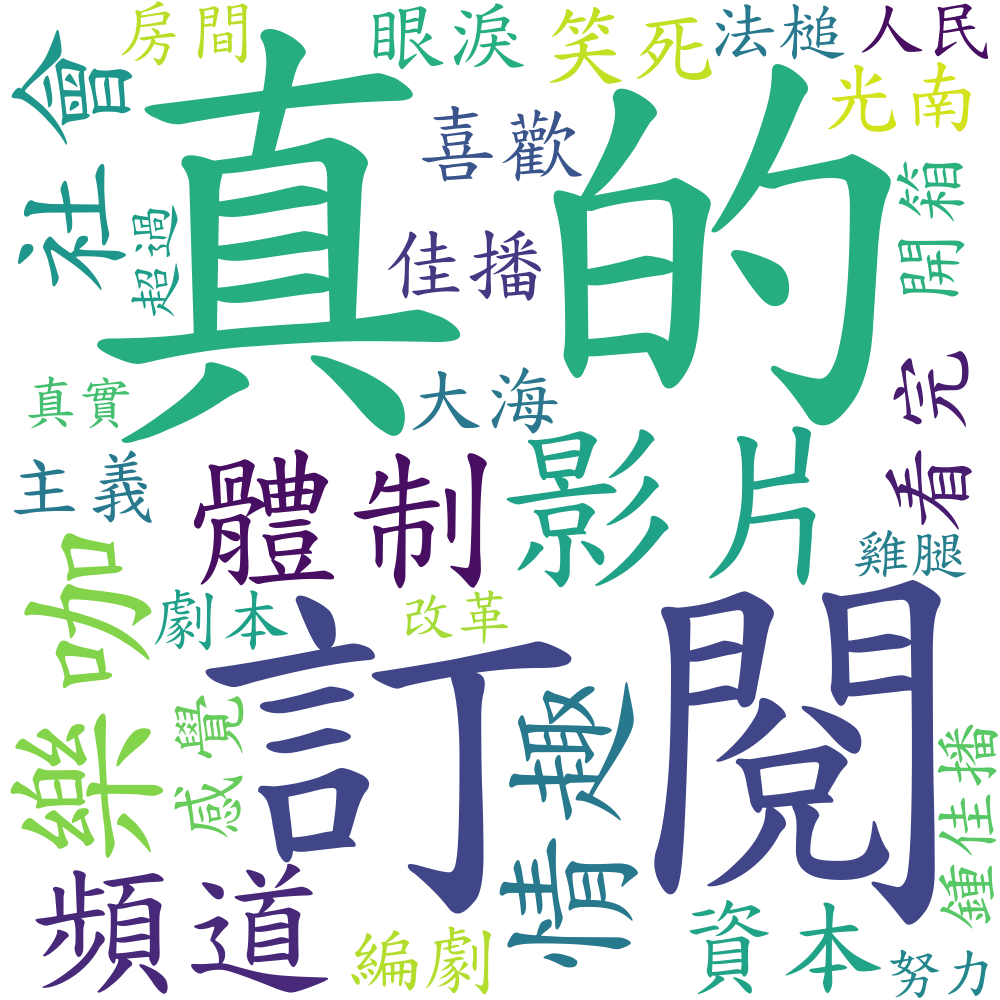 房間
眼淚
笑死
法槌
人民
社會
真的
喜歡
光南
開箱
超過
佳播
真實
大海
看完
主義
體制
影片
雞腿
樂咖
劇本
改革
訂閱
感覺
情趣
鍾佳播
頻道
編劇
資本
努力